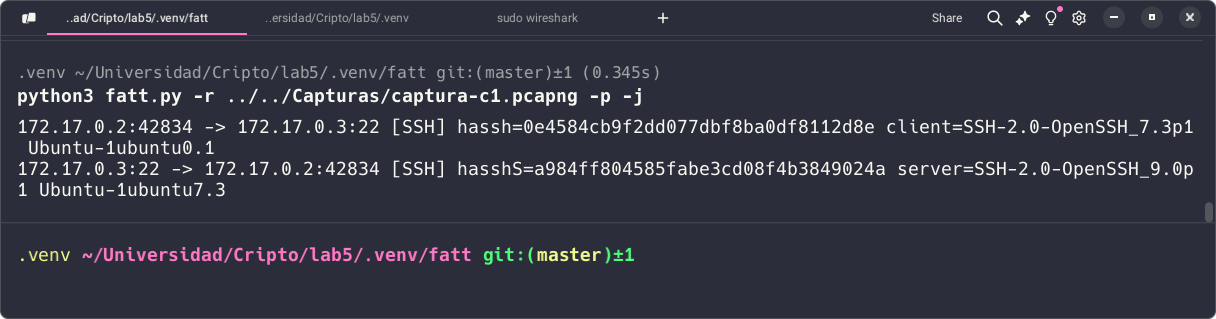 ..ad/Cripto/lab5/.venv/fatt ..ersidad/Cripto/lab5/.venv sudo wireshark + Share
.venv ~/Universidad/Cripto/lab5/.venv/fatt git:(master)±1 (0.345s)
python3 fatt.py -r ../../Capturas/captura-c1.pcapng -p -j
172.17.0.2:42834 -> 172.17.0.3:22 [SSH] hassh=0e4584cb9f2dd077dbf8ba0df8112d8e client=SSH-2.0-OpenSSH_7.3p1
Ubuntu-1ubuntu0.1
172.17.0.3:22 -> 172.17.0.2:42834 [SSH] hasshS=a984ff804585fabe3cd08f4b3849024a server=SSH-2.0-OpenSSH_9.0p
1 Ubuntu-1ubuntu7.3
.venv ~/Universidad/Cripto/lab5/.venv/fatt git:(master)±1